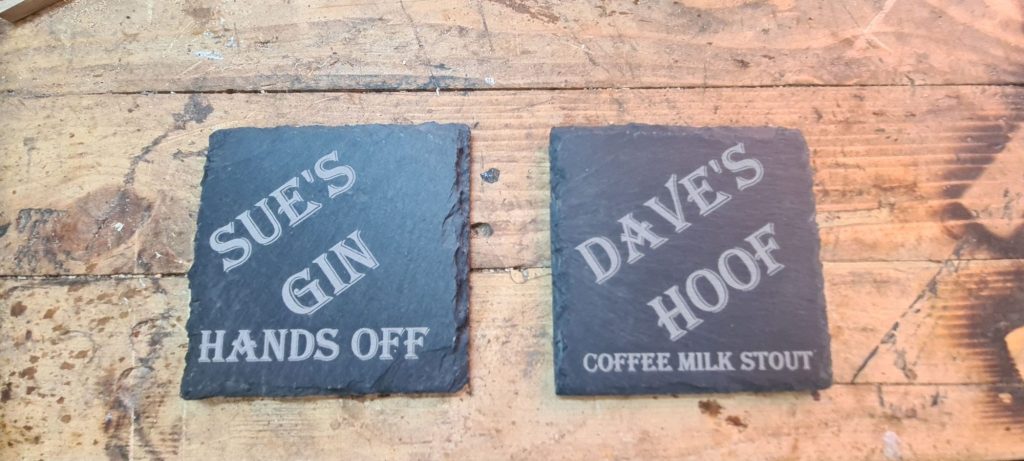 SUE'S
GIN
HANDS OFF
DAVE'S
HOOF
COFFEE MILK STOUT